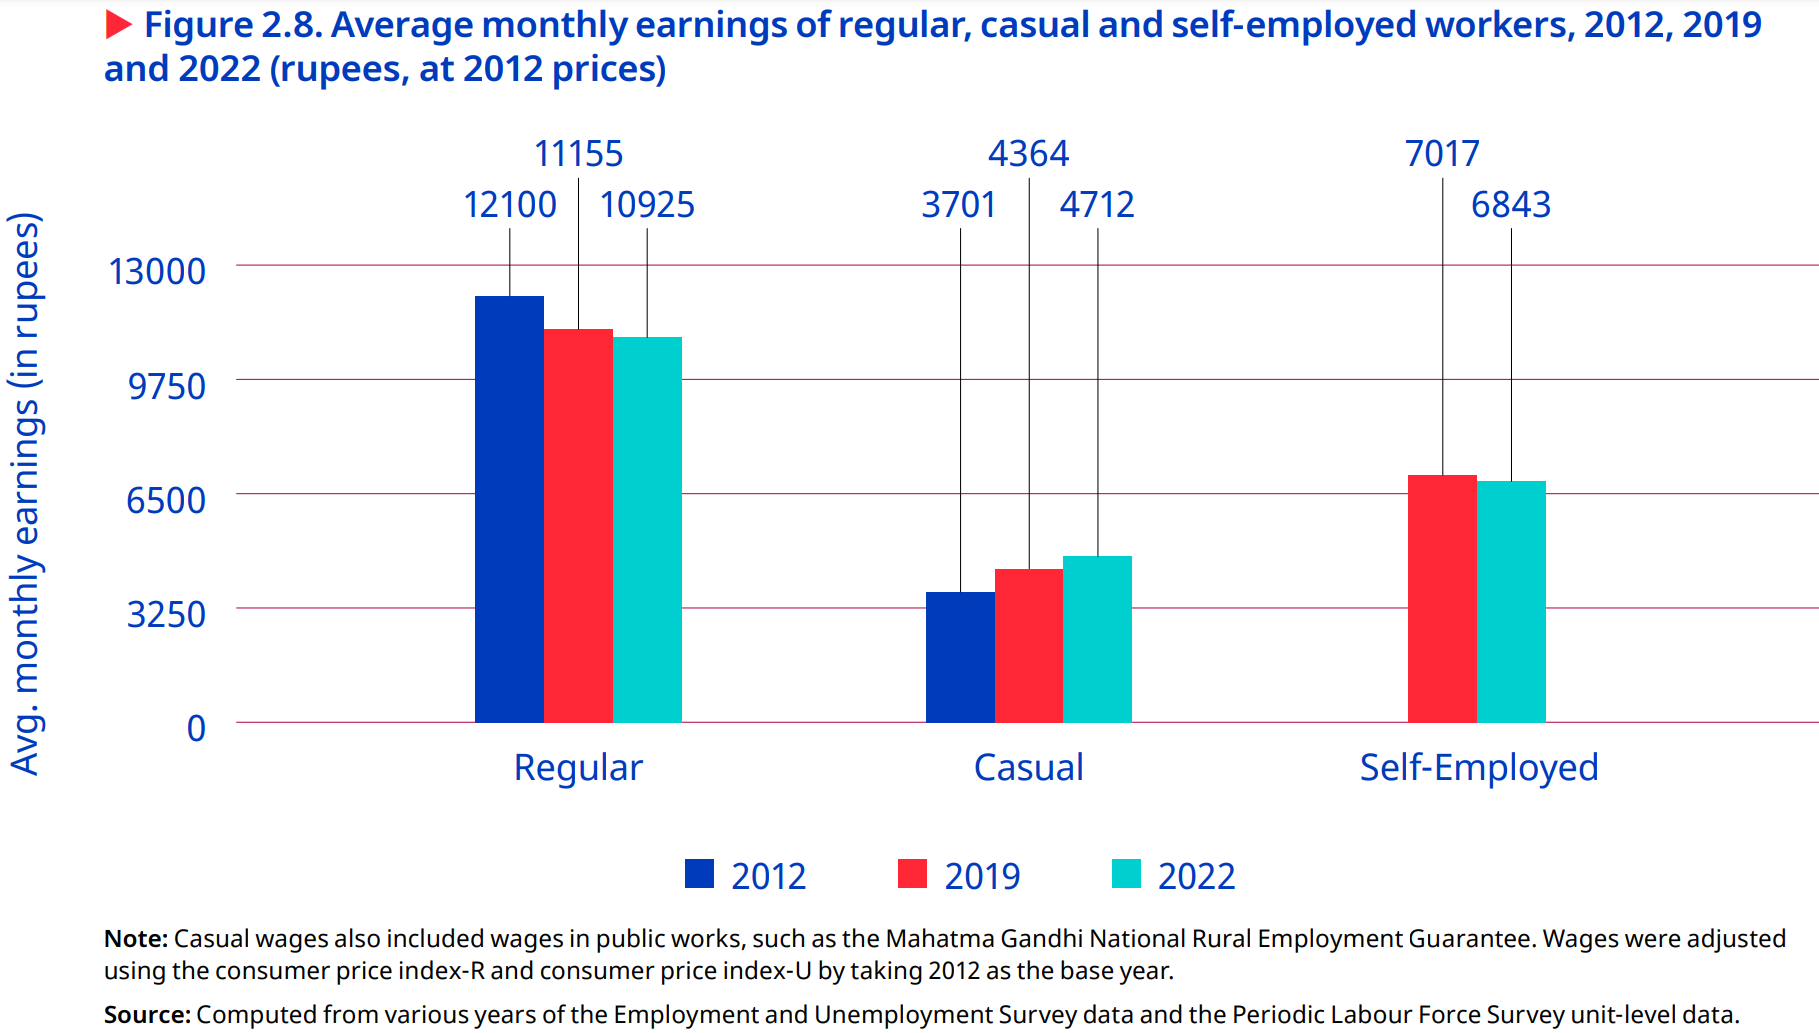 ▶ Figure 2.8. Average monthly earnings of regular, casual and self-employed workers, 2012, 2019
and 2022 (rupees, at 2012 prices)
Avg. monthly earnings (in rupees)
11155
4364
7017
12100
10925
3701
4712
6843
13000
9750
6500
3250
0
Regular
Casual
Self-Employed
2012
2019
2022
Note: Casual wages also included wages in public works, such as the Mahatma Gandhi National Rural Employment Guarantee. Wages were adjusted
using the consumer price index-R and consumer price index-U by taking 2012 as the base year.
Source: Computed from various years of the Employment and Unemployment Survey data and the Periodic Labour Force Survey unit-level data.